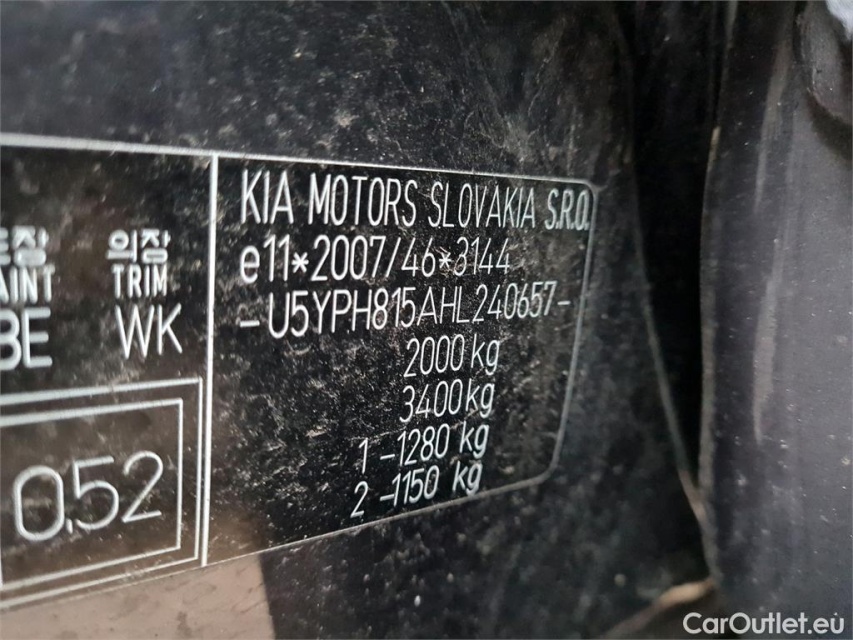 의장
AINT TRIM
BE WK
0,52
KIA MOTORS SLOVAKIA S.R.O.
e11*2007/46*3144
-U5YPH815AHL240657-
2000 kg
3400 kg
1 -1280 kg
2 -1150 kg
CarOutlet.eu